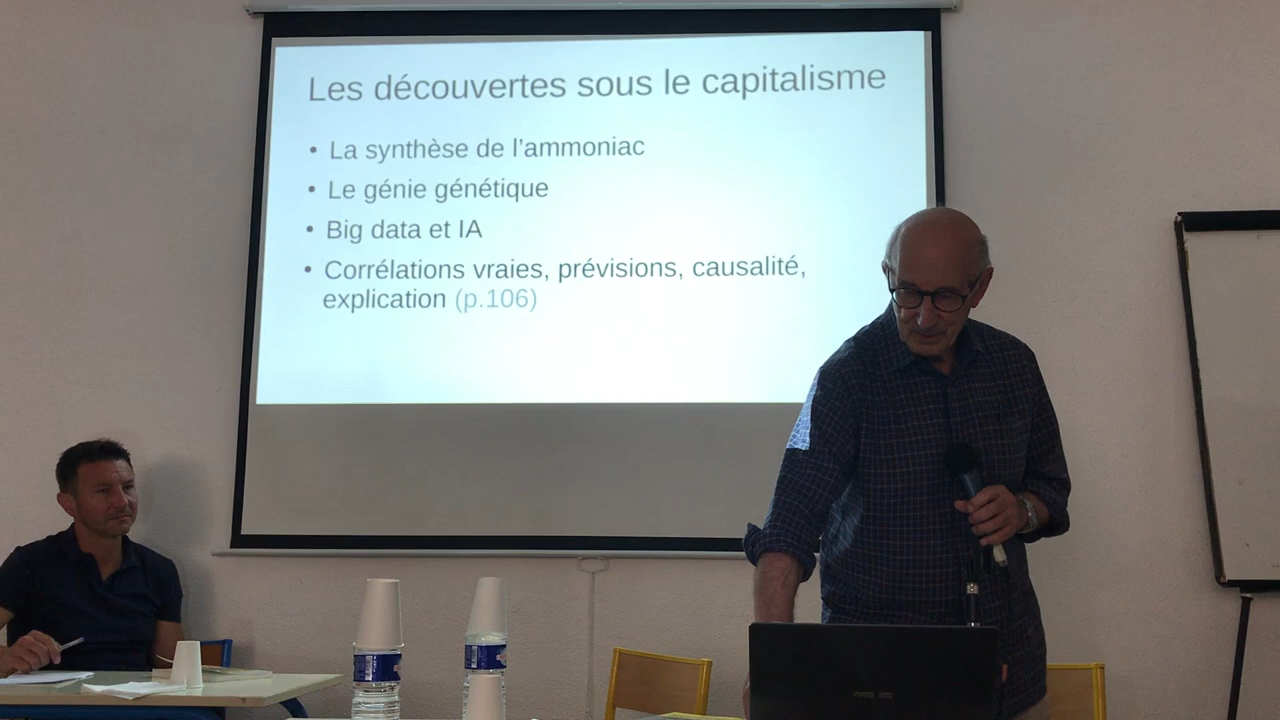 Les découvertes sous le capitalisme
• La synthèse de l’ammoniac
• Le génie génétique
• Big data et IA
• Corrélations vraies, prévisions, causalité,
explication (p.106)